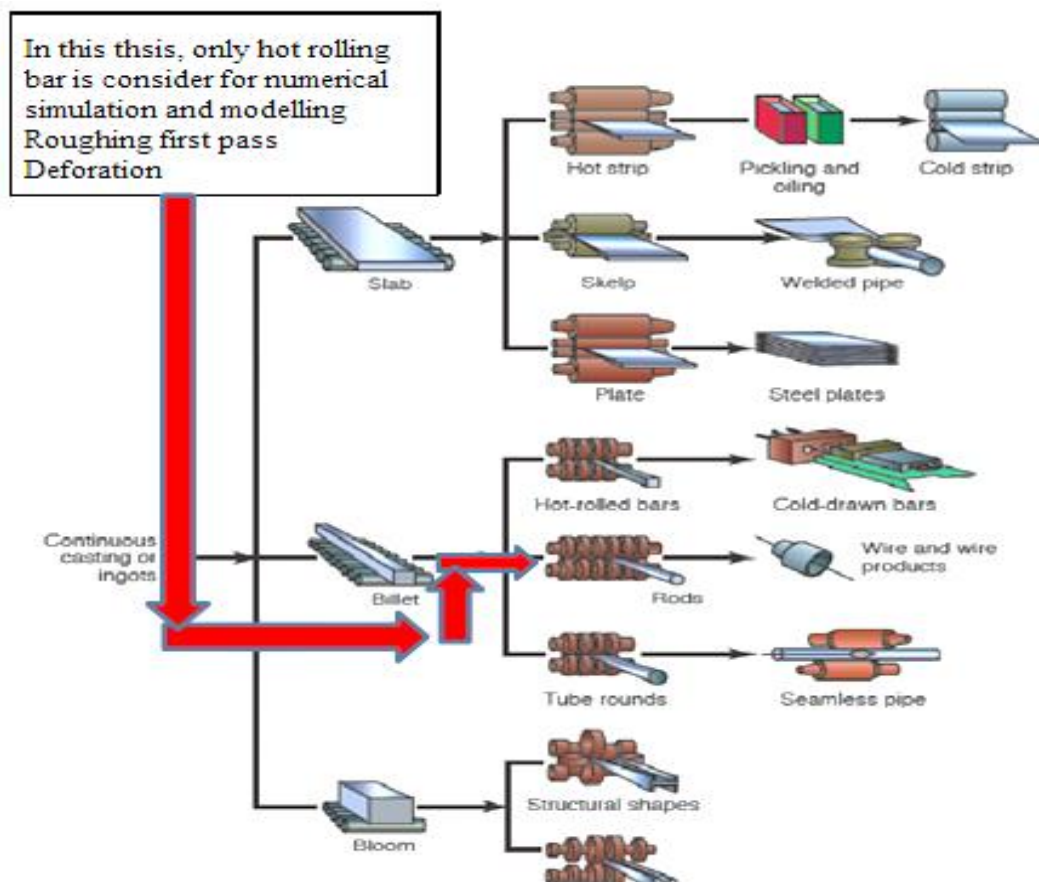 In this thsis, only hot rolling
bar is consider for numerical
simulation and modelling
Roughing first pass
Deforation
Hot strip
Pickling and
oiling
Cold strip
Slab
Skelp
Welded pipe
Plate
Steel plates
Hot-rolled bars
Cold-drawn bars
Continuous
casting or
ingots
Billet
Rods
Wire and wire
products
Tube rounds
Seamless pipe
Structural shapes
Bloom